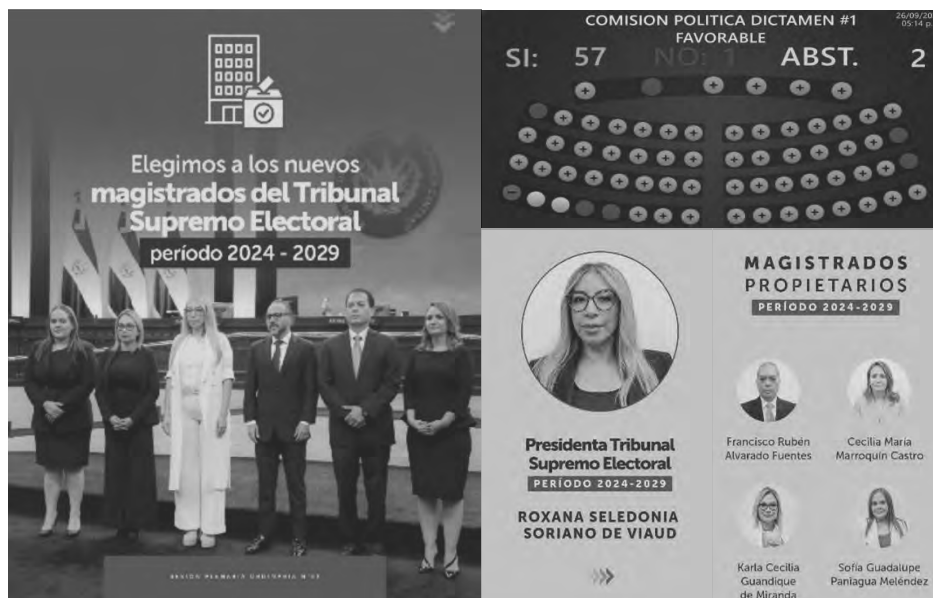 Elegimos a los nuevos
magistrados del Tribunal
Supremo Electoral
período 2024 - 2029
COMISION POLITICA DICTAMEN #1
FAVORABLE
SI: 57 NO: 1 ABST. 2
Presidenta Tribunal
Supremo Electoral
PERÍODO 2024-2029
ROXANA SELEDONIA
SORIANO DE VIAUD
MAGISTRADOS
PROPIETARIOS
PERÍODO 2024-2029
Francisco Rubén
Alvarado Fuentes
Cecilia María
Marroquín Castro
Karla Cecilia
Guandique
de Miranda
Sofía Guadalupe
Paniagua Meléndez